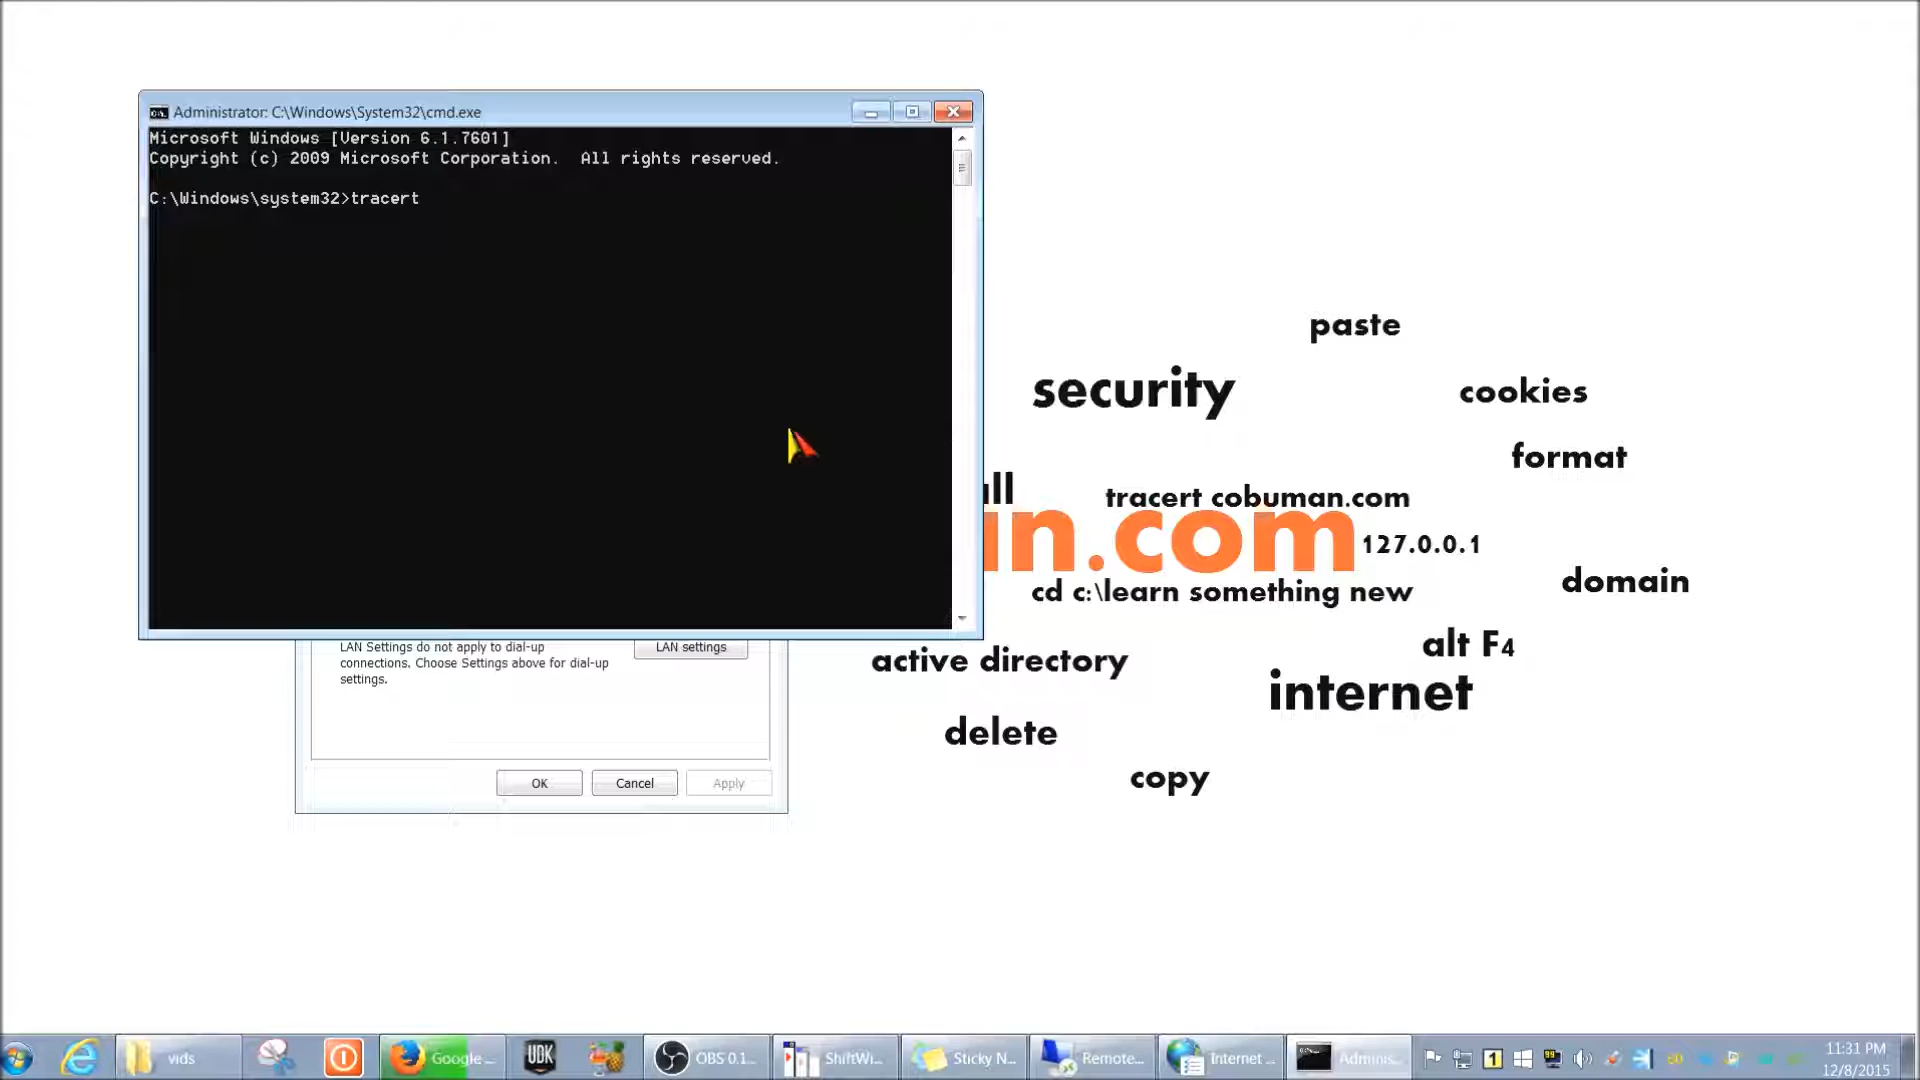 Administrator: C:\Windows\System32\cmd.exe
Microsoft Windows [Version 6.1.7601]
Copyright (c) 2009 Microsoft Corporation.  All rights reserved.
C:\Windows\system32>tracert
paste
security
cookies
format
all
tracert cobuman.com
n.com
127.0.0.1
domain
cd c:\learn something new
alt F4
LAN Settings do not apply to dial-up
connections. Choose Settings above for dial-up
settings.
LAN settings
active directory
internet
delete
copy
OK
Cancel
Apply
vids
Google ...
UDK
OBS 0.1...
ShiftWi...
Sticky N...
Remote...
Internet ...
Adminis...
1
99
11:31 PM
12/8/2015